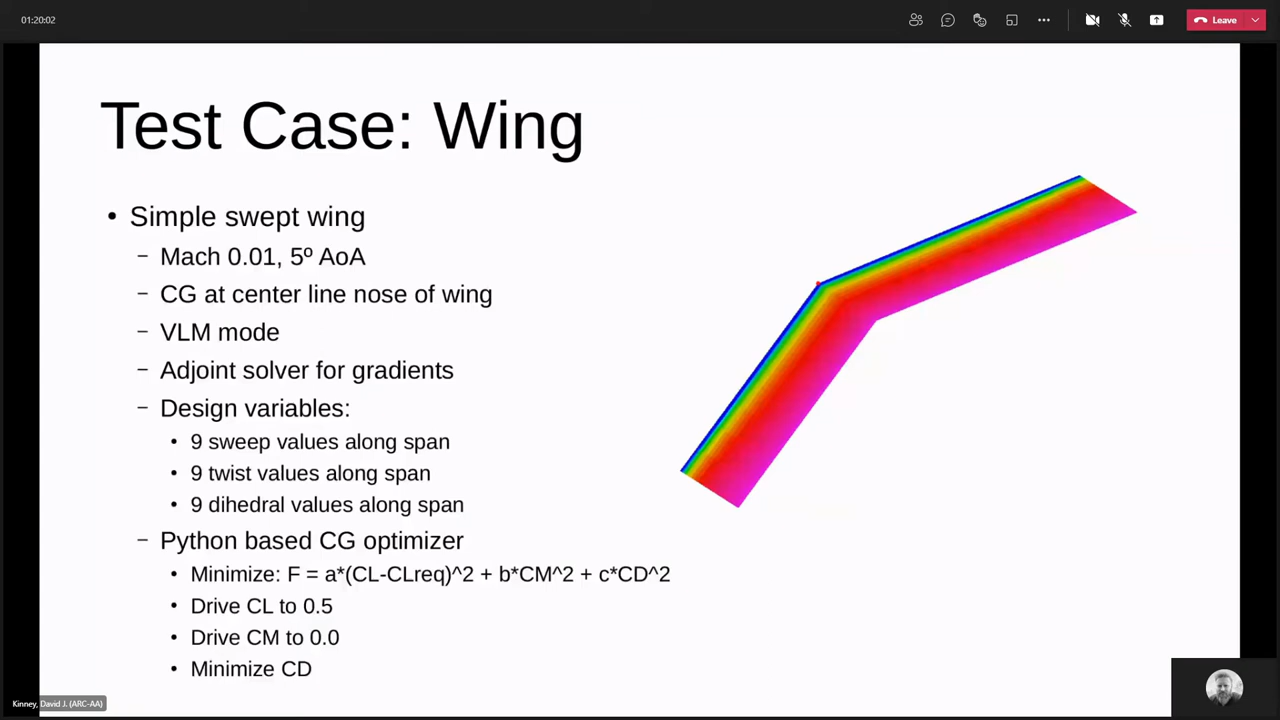 01:20:02
Leave
Test Case: Wing
• Simple swept wing
– Mach 0.01, 5º AoA
– CG at center line nose of wing
– VLM mode
– Adjoint solver for gradients
– Design variables:
• 9 sweep values along span
• 9 twist values along span
• 9 dihedral values along span
– Python based CG optimizer
• Minimize: F = a*(CL-CLreq)^2 + b*CM^2 + c*CD^2
• Drive CL to 0.5
• Drive CM to 0.0
• Minimize CD
Kinney, David J. (ARC-AA)